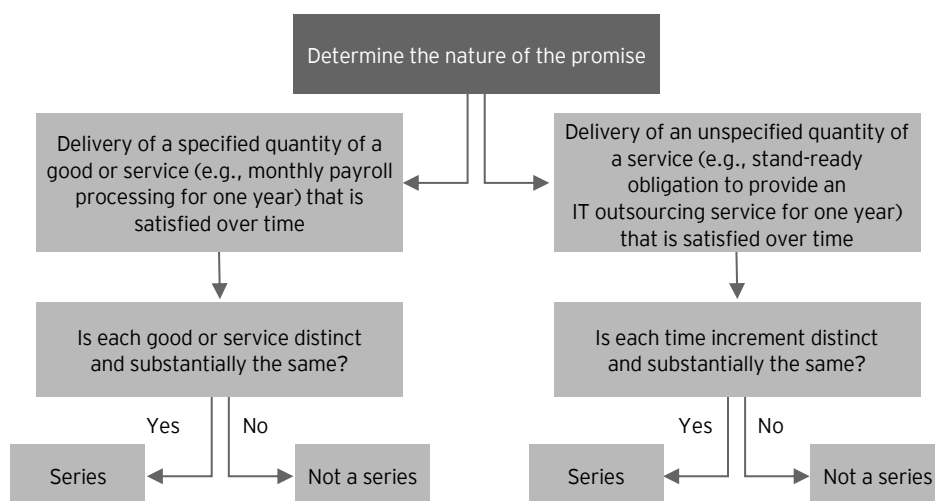 Determine the nature of the promise
Delivery of a specified quantity of a
good or service (e.g., monthly payroll
processing for one year) that is
satisfied over time
Delivery of an unspecified quantity of
a service (e.g., stand-ready
obligation to provide an
IT outsourcing service for one year)
that is satisfied over time
Is each good or service distinct
and substantially the same?
Is each time increment distinct
and substantially the same?
Yes
No
Yes
No
Series
Not a series
Series
Not a series